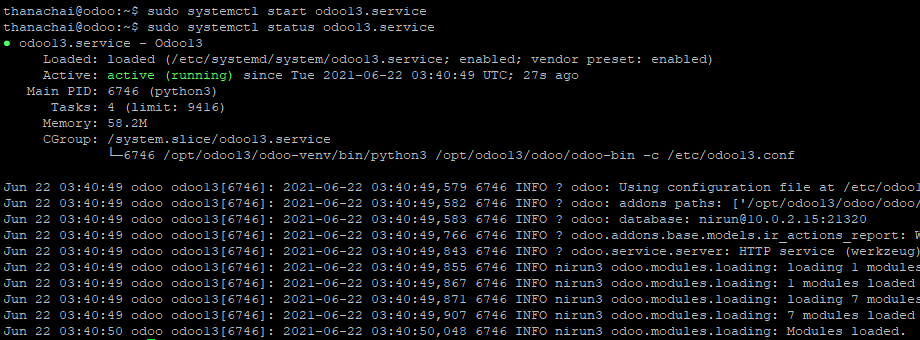 thanachai@odoo:~$ sudo systemctl start odoo13.service
thanachai@odoo:~$ sudo systemctl status odoo13.service
● odoo13.service - Odoo13
Loaded: loaded (/etc/systemd/system/odoo13.service; enabled; vendor preset: enabled)
Active: active (running) since Tue 2021-06-22 03:40:49 UTC; 27s ago
Main PID: 6746 (python3)
Tasks: 4 (limit: 9416)
Memory: 58.2M
CGroup: /system.slice/odoo13.service
└─6746 /opt/odoo13/odoo-venv/bin/python3 /opt/odoo13/odoo/odoo-bin -c /etc/odoo13.conf
Jun 22 03:40:49 odoo odoo13[6746]: 2021-06-22 03:40:49,579 6746 INFO ? odoo: Using configuration file at /etc/odoo1
Jun 22 03:40:49 odoo odoo13[6746]: 2021-06-22 03:40:49,582 6746 INFO ? odoo: addons paths: ['/opt/odoo13/odoo/odoo/
Jun 22 03:40:49 odoo odoo13[6746]: 2021-06-22 03:40:49,583 6746 INFO ? odoo: database: nirun@10.0.2.15:21320
Jun 22 03:40:49 odoo odoo13[6746]: 2021-06-22 03:40:49,766 6746 INFO ? odoo.addons.base.models.ir_actions_report: W
Jun 22 03:40:49 odoo odoo13[6746]: 2021-06-22 03:40:49,843 6746 INFO ? odoo.service.server: HTTP service (werkzeug)
Jun 22 03:40:49 odoo odoo13[6746]: 2021-06-22 03:40:49,855 6746 INFO nirun3 odoo.modules.loading: loading 1 modules
Jun 22 03:40:49 odoo odoo13[6746]: 2021-06-22 03:40:49,867 6746 INFO nirun3 odoo.modules.loading: 1 modules loaded
Jun 22 03:40:49 odoo odoo13[6746]: 2021-06-22 03:40:49,871 6746 INFO nirun3 odoo.modules.loading: loading 7 modules
Jun 22 03:40:49 odoo odoo13[6746]: 2021-06-22 03:40:49,907 6746 INFO nirun3 odoo.modules.loading: 7 modules loaded
Jun 22 03:40:50 odoo odoo13[6746]: 2021-06-22 03:40:50,048 6746 INFO nirun3 odoo.modules.loading: Modules loaded.